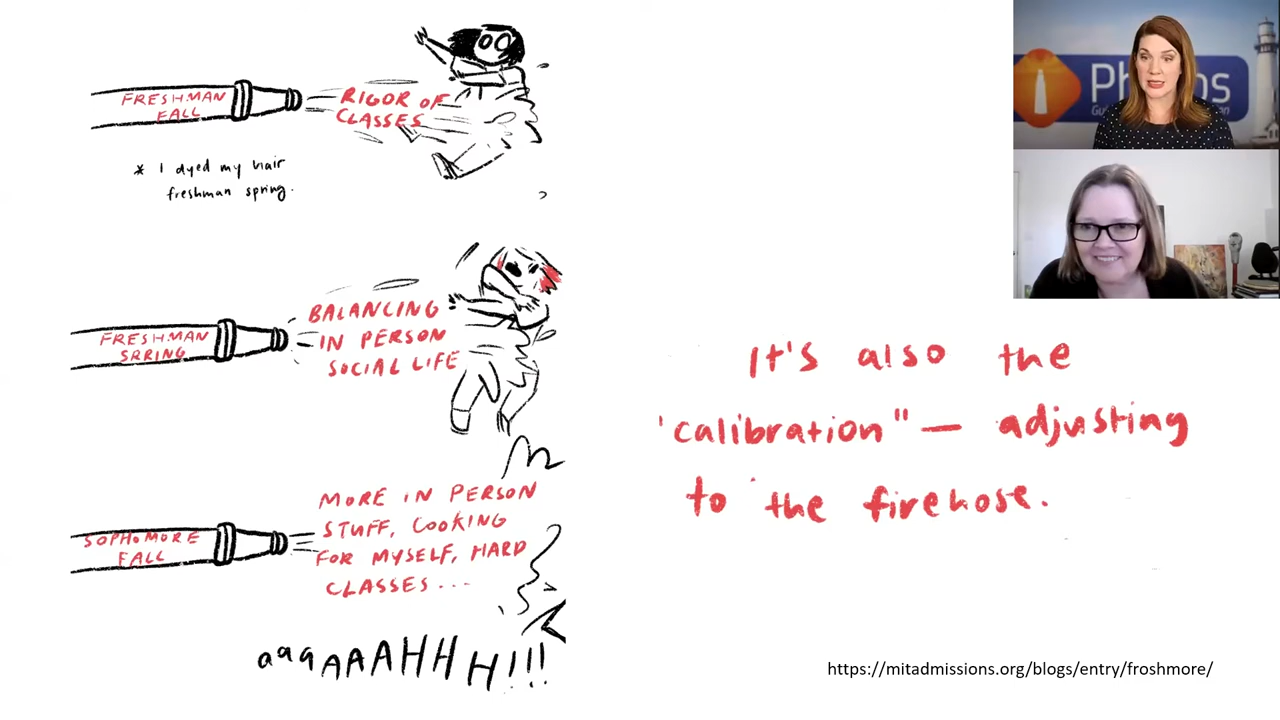 FRESHMAN
FALL
RIGOR OF
CLASSES
* I dyed my hair
freshman spring.
FRESHMAN
SRRING
BALANCING
IN PERSON
SOCIAL LIFE
SOPHOMORE
FALL
MORE IN PERSON
STUFF, COOKING
FOR MYSELF, HARD
CLASSES...
aaaAAAHHH!!!
It's also the
'calibration" — adjusting
to the firehose.
https://mitadmissions.org/blogs/entry/froshmore/